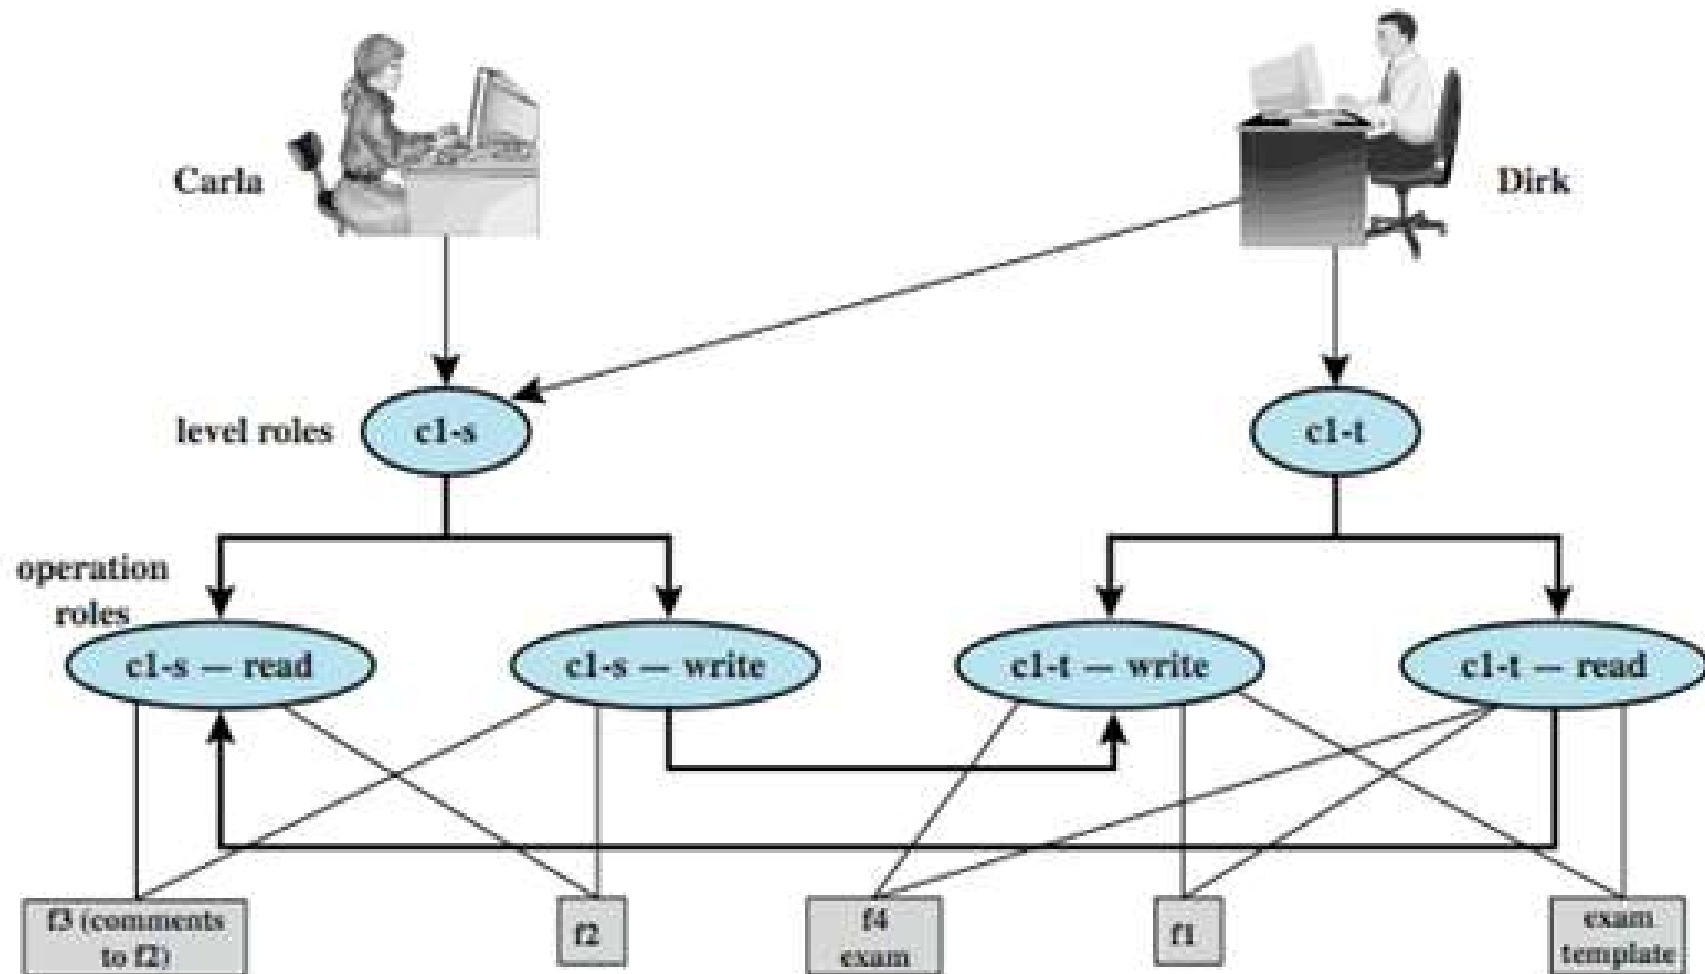 Carla
Dirk
level roles
c1-s
c1-t
operation
roles
c1-s — read
c1-s — write
c1-t — write
c1-t — read
f3 (comments
to f2)
f2
f4
exam
f1
exam
template